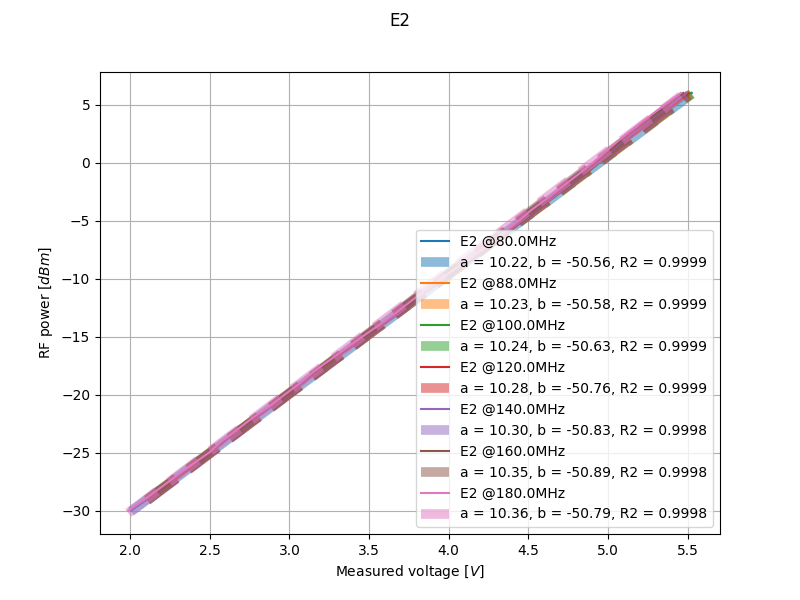 E2
RF power [dBm]
5
0
−5
−10
−15
−20
−25
−30
E2 @80.0MHz
a = 10.22, b = -50.56, R2 = 0.9999
E2 @88.0MHz
a = 10.23, b = -50.58, R2 = 0.9999
E2 @100.0MHz
a = 10.24, b = -50.63, R2 = 0.9999
E2 @120.0MHz
a = 10.28, b = -50.76, R2 = 0.9999
E2 @140.0MHz
a = 10.30, b = -50.83, R2 = 0.9998
E2 @160.0MHz
a = 10.35, b = -50.89, R2 = 0.9998
E2 @180.0MHz
a = 10.36, b = -50.79, R2 = 0.9998
2.0 2.5 3.0 3.5 4.0 4.5 5.0 5.5
Measured voltage [V]